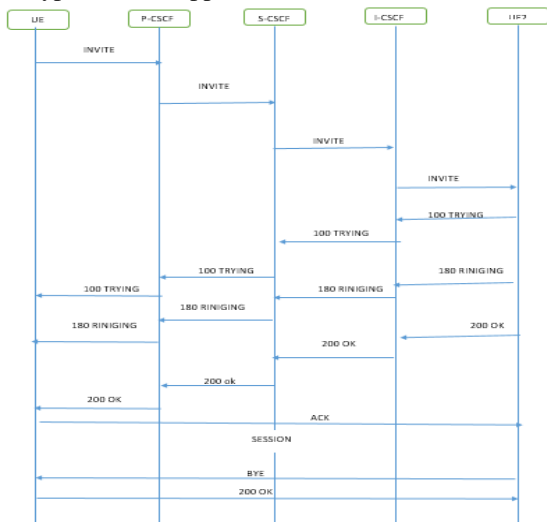 UE
P-CSCF
S-CSCF
I-CSCF
UE2
INVITE
INVITE
INVITE
INVITE
100 TRYING
100 TRYING
100 TRYING
180 RINIGING
100 TRYING
180 RINIGING
180 RINIGING
180 RINIGING
200 OK
200 OK
200 ok
200 OK
ACK
SESSION
BYE
200 OK